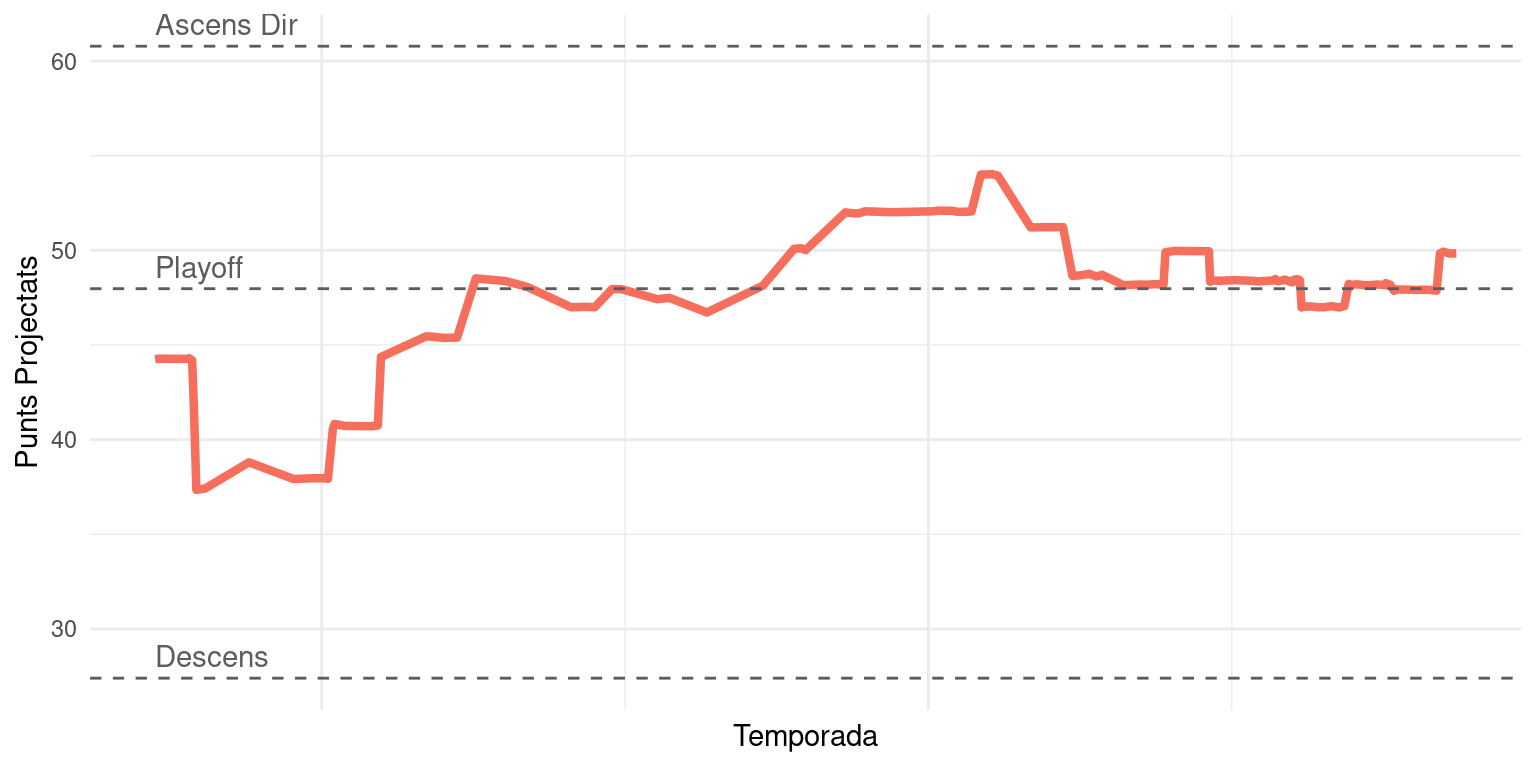 Ascens Dir
60
50
Playoff
Punts Projectats
40
30
Descens
Temporada